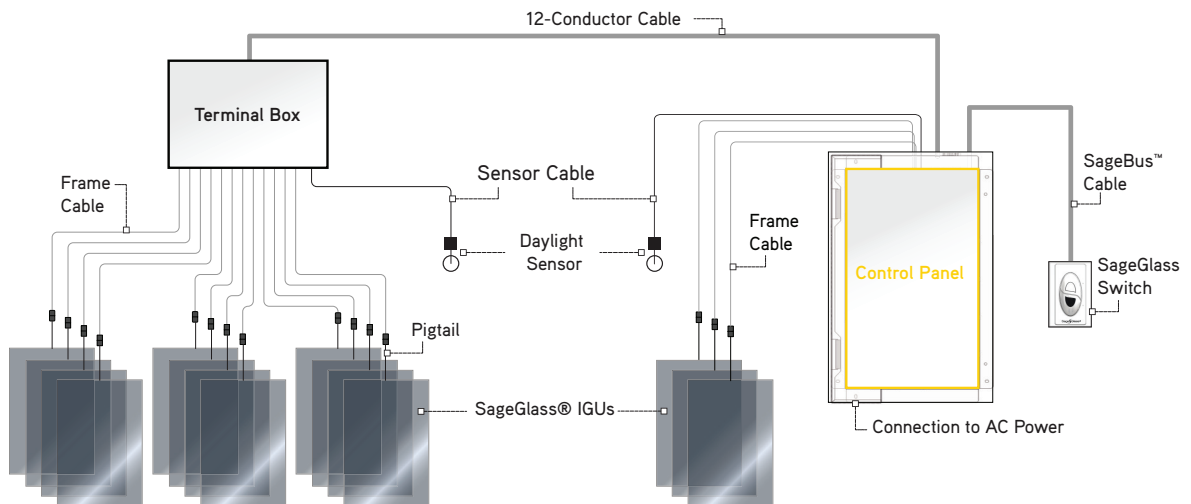 12-Conductor Cable
Terminal Box
Frame
Cable
Sensor Cable
SageBus™
Cable
Frame
Cable
Daylight
Sensor
Control Panel
SageGlass
Switch
Pigtail
SageGlass® IGUs
Connection to AC Power